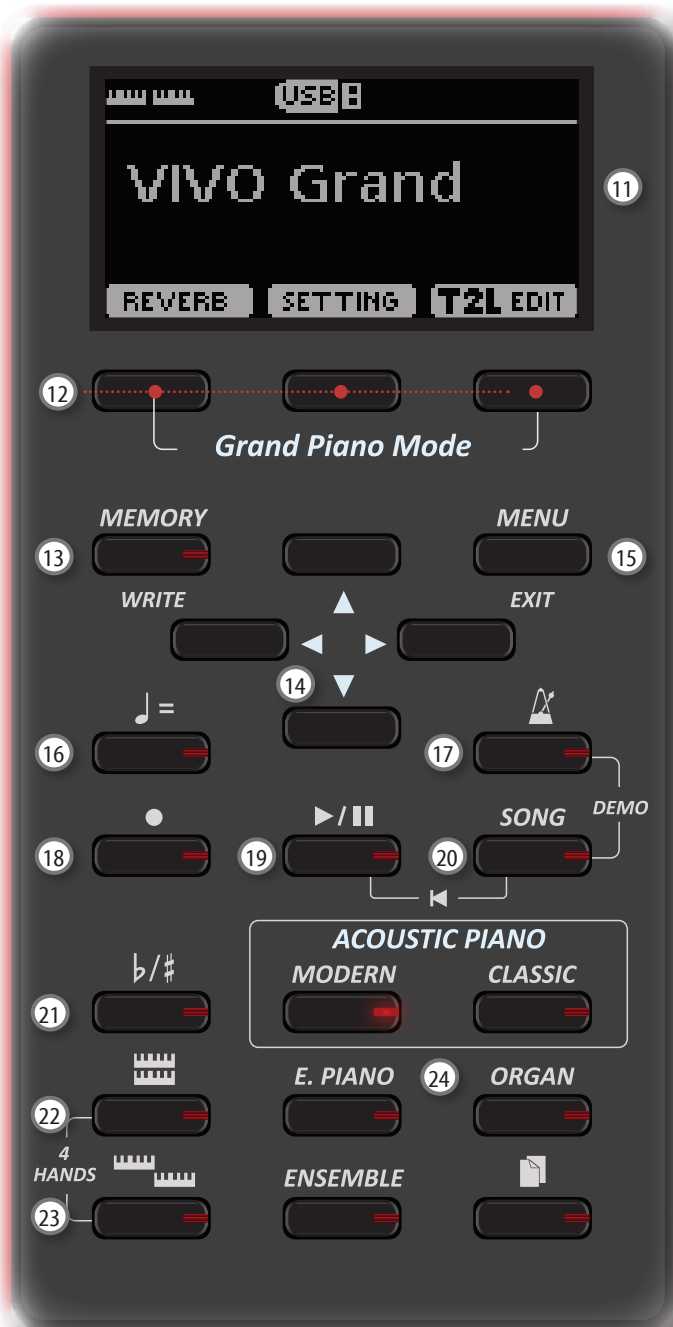 USB
VIVO Grand
11
REVERB SETTING T2L EDIT
12
Grand Piano Mode
MEMORY MENU
13 15
WRITE EXIT
14
=
16 17
DEMO
SONG
18 19 20
ACOUSTIC PIANO
♭/♯ MODERN CLASSIC
21
E. PIANO 24 ORGAN
22
4
HANDS
ENSEMBLE
23